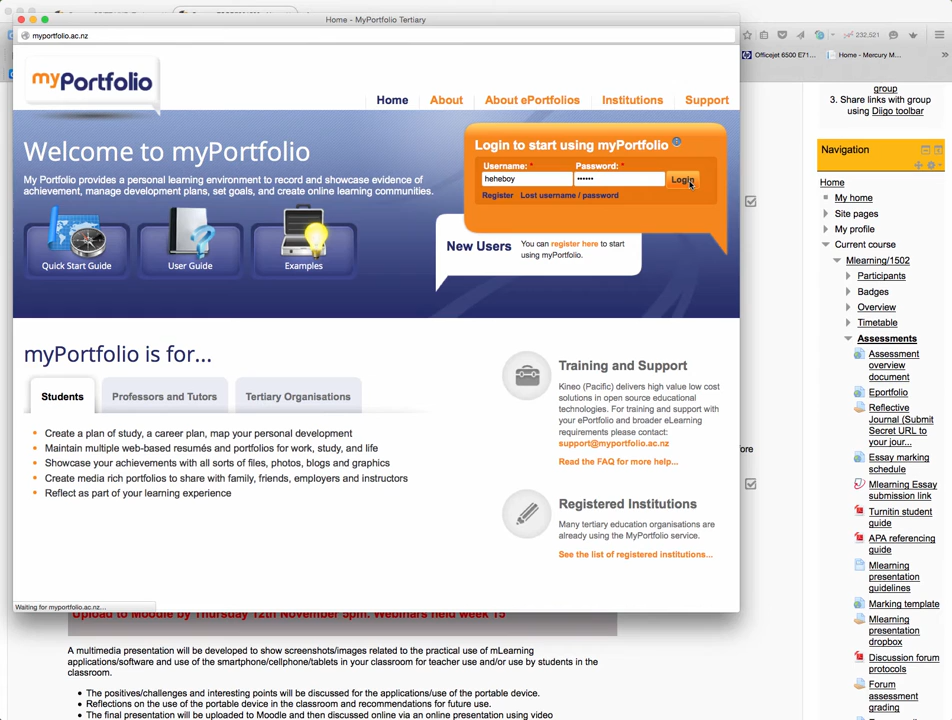 Home - MyPortfolio Tertiary
myportfolio.ac.nz
myPortfolio
Home About About ePortfolios Institutions Support
Welcome to myPortfolio
My Portfolio provides a personal learning environment to record and showcase evidence of
achievement, manage development plans, set goals, and create online learning communities.
Quick Start Guide User Guide Examples
Login to start using myPortfolio
Username: * Password: *
heheboy •••••• Login
Register Lost username / password
New Users
You can register here to start
using myPortfolio.
myPortfolio is for...
Students Professors and Tutors Tertiary Organisations
Create a plan of study, a career plan, map your personal development
Maintain multiple web-based resumés and portfolios for work, study, and life
Showcase your achievements with all sorts of files, photos, blogs and graphics
Create media rich portfolios to share with family, friends, employers and instructors
Reflect as part of your learning experience
Training and Support
Kineo (Pacific) delivers high value low cost
solutions in open source educational
technologies. For training and support with
your ePortfolio and broader eLearning
requirements please contact:
support@myportfolio.ac.nz
Read the FAQ for more help...
Registered Institutions
Many tertiary education organisations are
already using the MyPortfolio service.
See the list of registered institutions...
Waiting for myportfolio.ac.nz...
232,521
Officejet 6500 E71... Home - Mercury M...
group
3. Share links with group
using Diigo toolbar
Navigation
Home
My home
Site pages
My profile
Current course
Mlearning/1502
Participants
Badges
Overview
Timetable
Assessments
Assessment
overview
document
Eportfolio
Reflective
Journal (Submit
Secret URL to
your jour...
Essay marking
schedule
Mlearning Essay
submission link
Turnitin student
guide
APA referencing
guide
Mlearning
presentation
guidelines
Marking template
Mlearning
presentation
dropbox
Discussion forum
protocols
Forum
assessment
grading
Upload to Moodle by Thursday 12th November 5pm. Webinars held week 15
A multimedia presentation will be developed to show screenshots/images related to the practical use of mLearning
applications/software and use of the smartphone/cellphone/tablets in your classroom for teacher use and/or use by students in the
classroom.
The positives/challenges and interesting points will be discussed for the applications/use of the portable device.
Reflections on the use of the portable device in the classroom and recommendations for future use.
The final presentation will be uploaded to Moodle and then discussed online via an online presentation using video